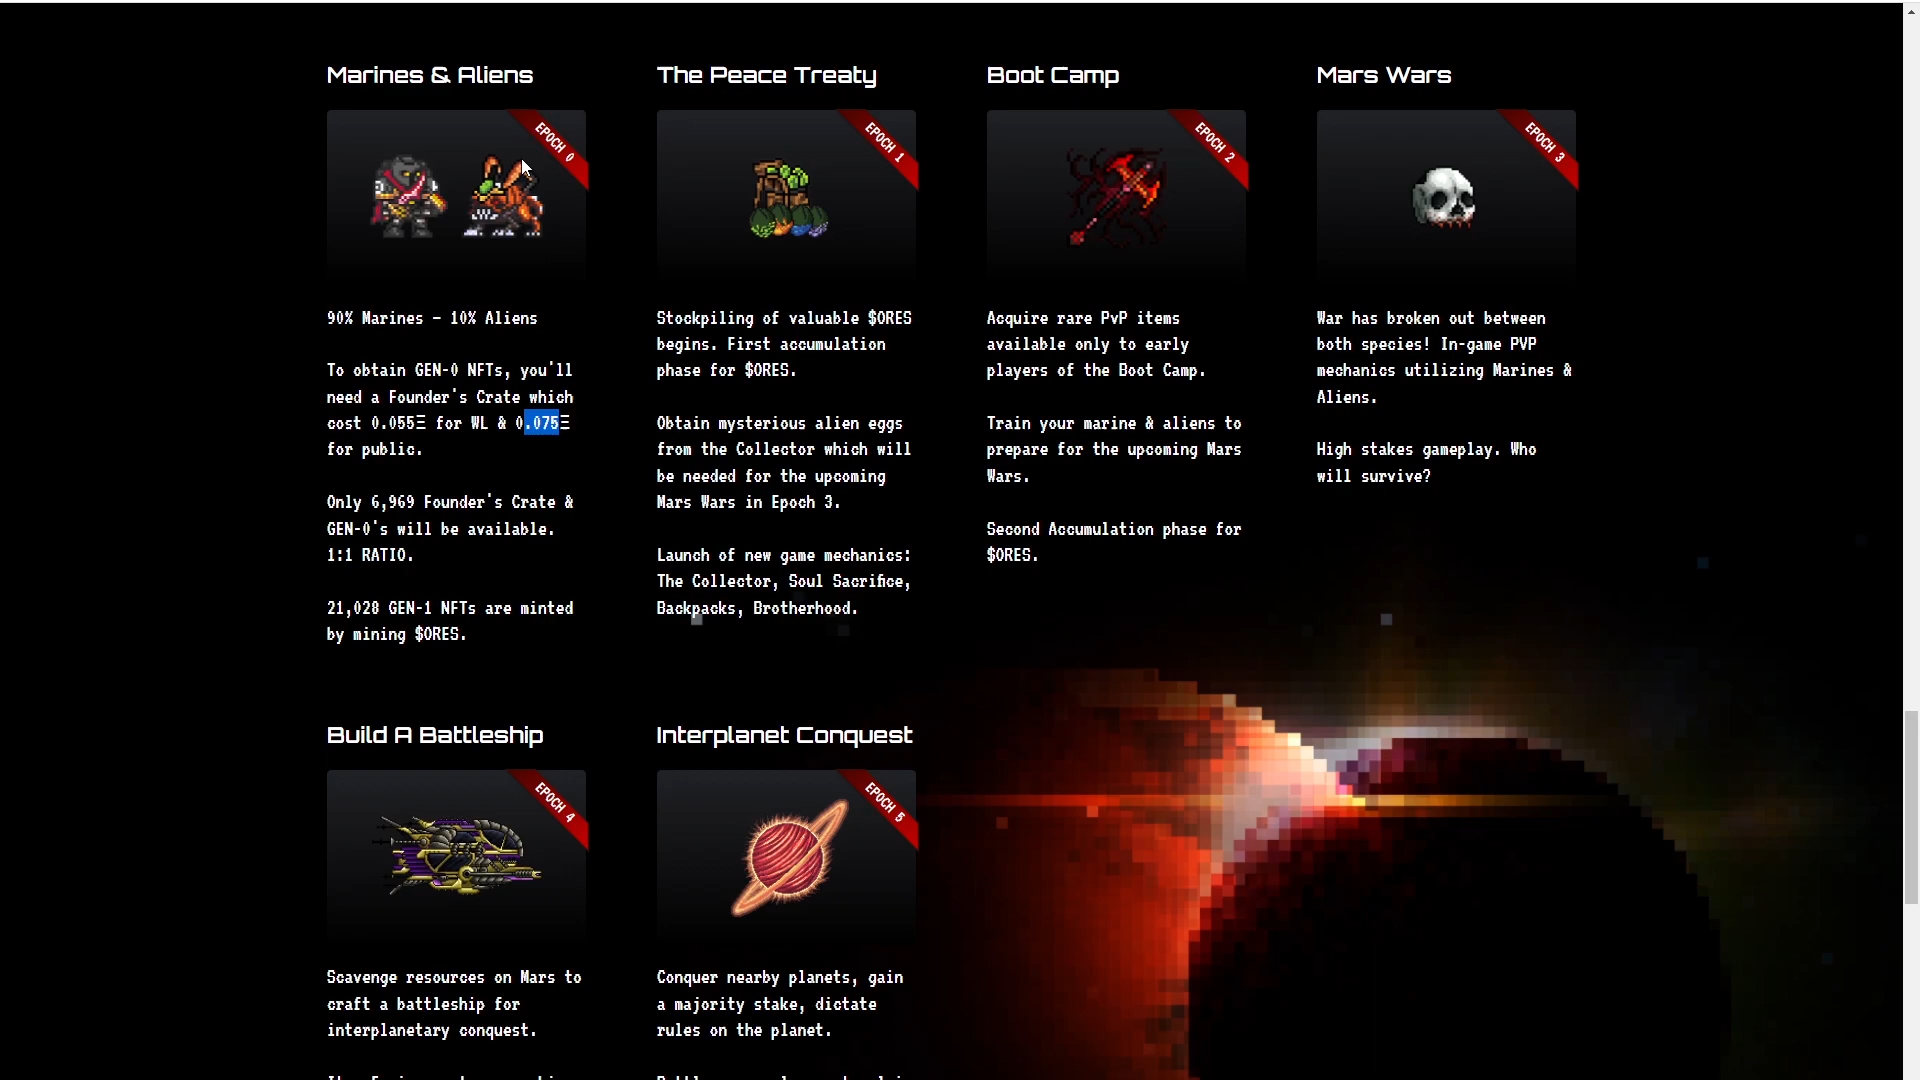 Marines & Aliens
EPOCH 0
90% Marines – 10% Aliens
To obtain GEN-0 NFTs, you'll
need a Founder's Crate which
cost 0.055Ξ for WL & 0.075Ξ
for public.
Only 6,969 Founder's Crate &
GEN-0's will be available.
1:1 RATIO.
21,028 GEN-1 NFTs are minted
by mining $ORES.
The Peace Treaty
EPOCH 1
Stockpiling of valuable $ORES
begins. First accumulation
phase for $ORES.
Obtain mysterious alien eggs
from the Collector which will
be needed for the upcoming
Mars Wars in Epoch 3.
Launch of new game mechanics:
The Collector, Soul Sacrifice,
Backpacks, Brotherhood.
Boot Camp
EPOCH 2
Acquire rare PvP items
available only to early
players of the Boot Camp.
Train your marine & aliens to
prepare for the upcoming Mars
Wars.
Second Accumulation phase for
$ORES.
Mars Wars
EPOCH 3
War has broken out between
both species! In-game PVP
mechanics utilizing Marines &
Aliens.
High stakes gameplay. Who
will survive?
Build A Battleship
EPOCH 4
Scavenge resources on Mars to
craft a battleship for
interplanetary conquest.
Interplanet Conquest
EPOCH 5
Conquer nearby planets, gain
a majority stake, dictate
rules on the planet.